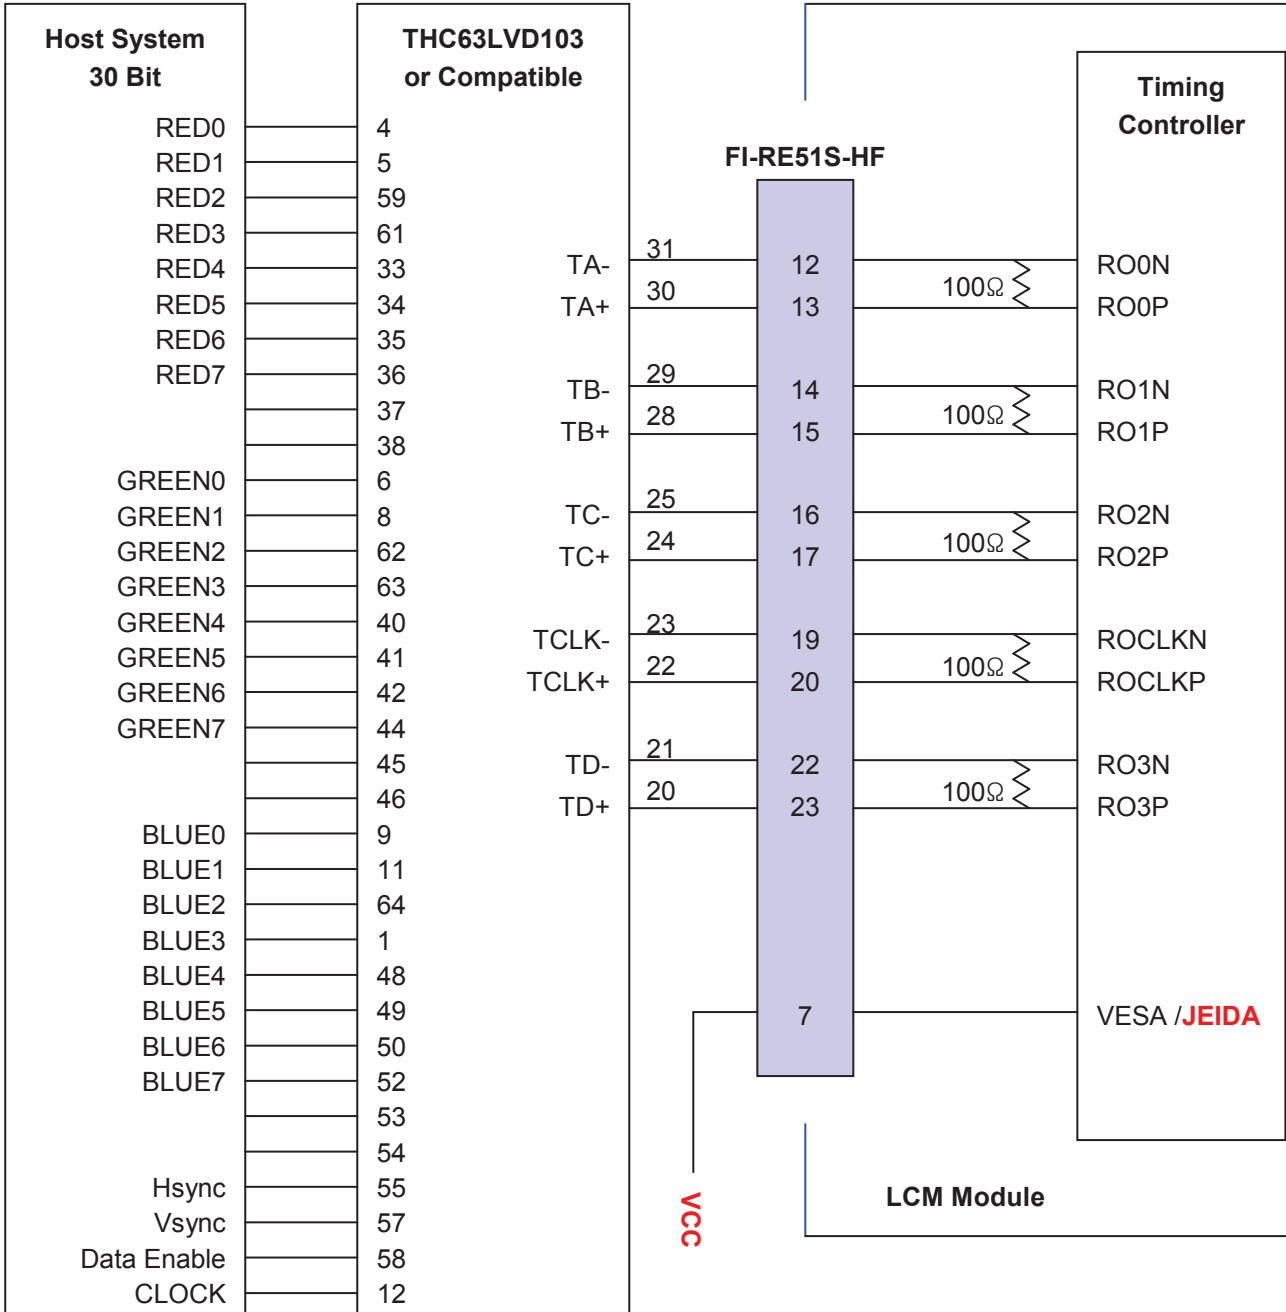 Host System
30 Bit
RED0
RED1
RED2
RED3
RED4
RED5
RED6
RED7
GREEN0
GREEN1
GREEN2
GREEN3
GREEN4
GREEN5
GREEN6
GREEN7
BLUE0
BLUE1
BLUE2
BLUE3
BLUE4
BLUE5
BLUE6
BLUE7
Hsync
Vsync
Data Enable
CLOCK
THC63LVD103
or Compatible
4
5
59
61
33
34
35
36
37
38
6
8
62
63
40
41
42
44
45
46
9
11
64
1
48
49
50
52
53
54
55
57
58
12
TA-
TA+
TB-
TB+
TC-
TC+
TCLK-
TCLK+
TD-
TD+
31
30
29
28
25
24
23
22
21
20
FI-RE51S-HF
12
13
14
15
16
17
19
20
22
23
7
VCC
100Ω
100Ω
100Ω
100Ω
100Ω
Timing
Controller
RO0N
RO0P
RO1N
RO1P
RO2N
RO2P
ROCLKN
ROCLKP
RO3N
RO3P
VESA /JEIDA
LCM Module